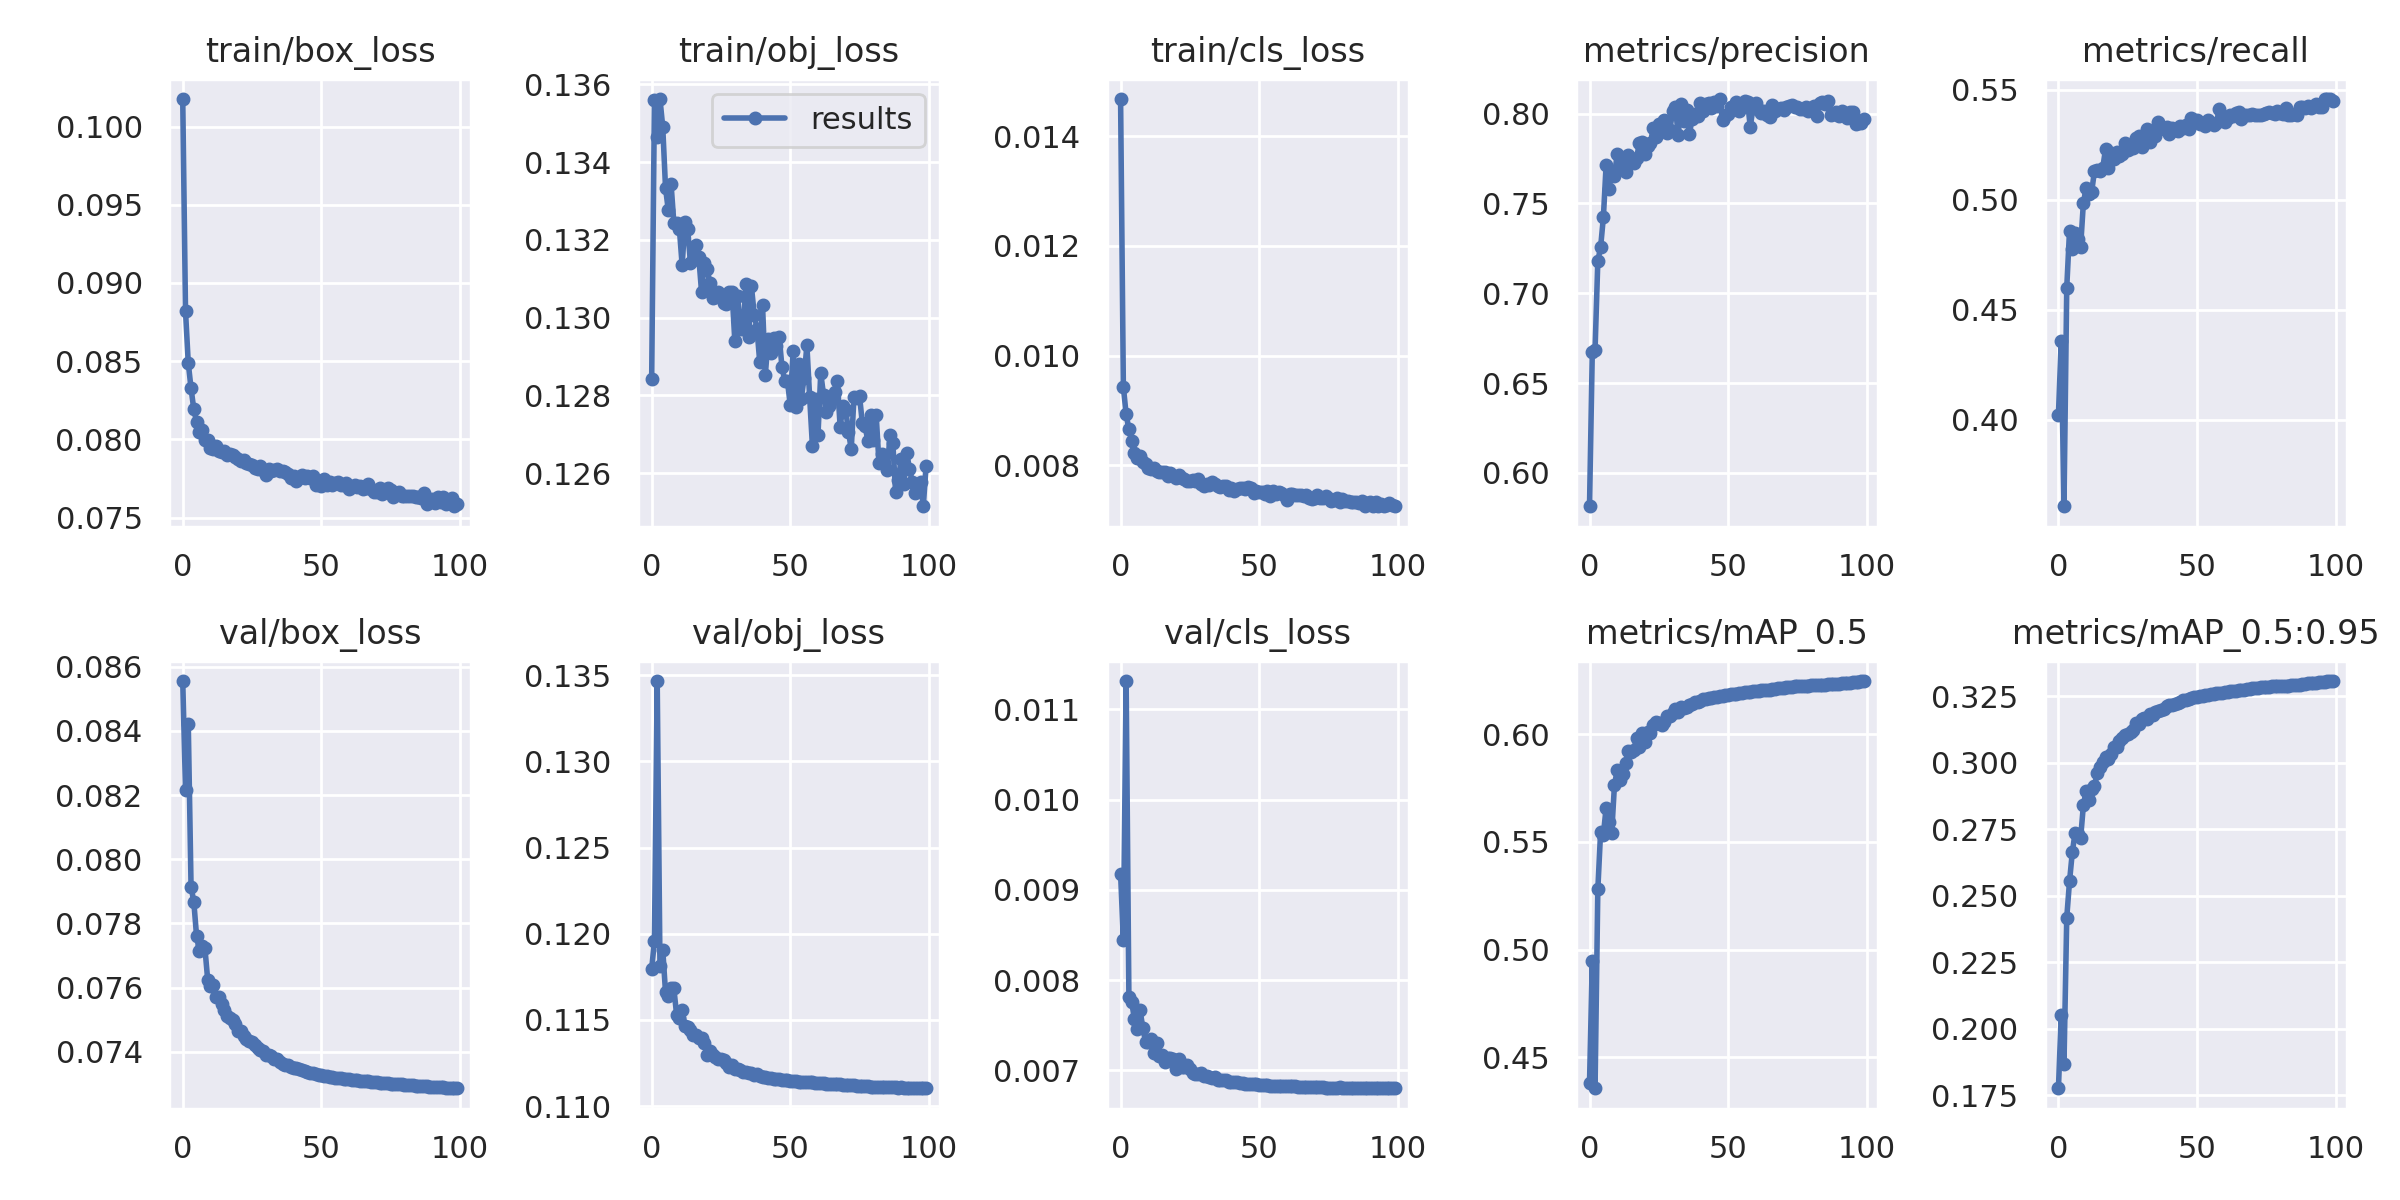 train/box_loss
0.100
0.095
0.090
0.085
0.080
0.075
0 50 100
train/obj_loss
results
0.136
0.134
0.132
0.130
0.128
0.126
0 50 100
train/cls_loss
0.014
0.012
0.010
0.008
0 50 100
metrics/precision
0.80
0.75
0.70
0.65
0.60
0 50 100
metrics/recall
0.55
0.50
0.45
0.40
0 50 100
val/box_loss
0.086
0.084
0.082
0.080
0.078
0.076
0.074
0 50 100
val/obj_loss
0.135
0.130
0.125
0.120
0.115
0.110
0 50 100
val/cls_loss
0.011
0.010
0.009
0.008
0.007
0 50 100
metrics/mAP_0.5
0.60
0.55
0.50
0.45
0 50 100
metrics/mAP_0.5:0.95
0.325
0.300
0.275
0.250
0.225
0.200
0.175
0 50 100